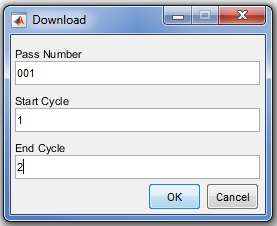 Download
Pass Number
001
Start Cycle
1
End Cycle
2
OK Cancel